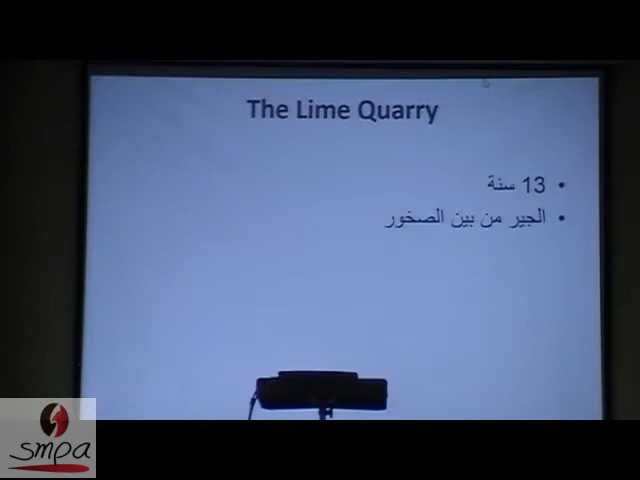 The Lime Quarry
• 13 سنة
• الجير من بين الصخور
smpa